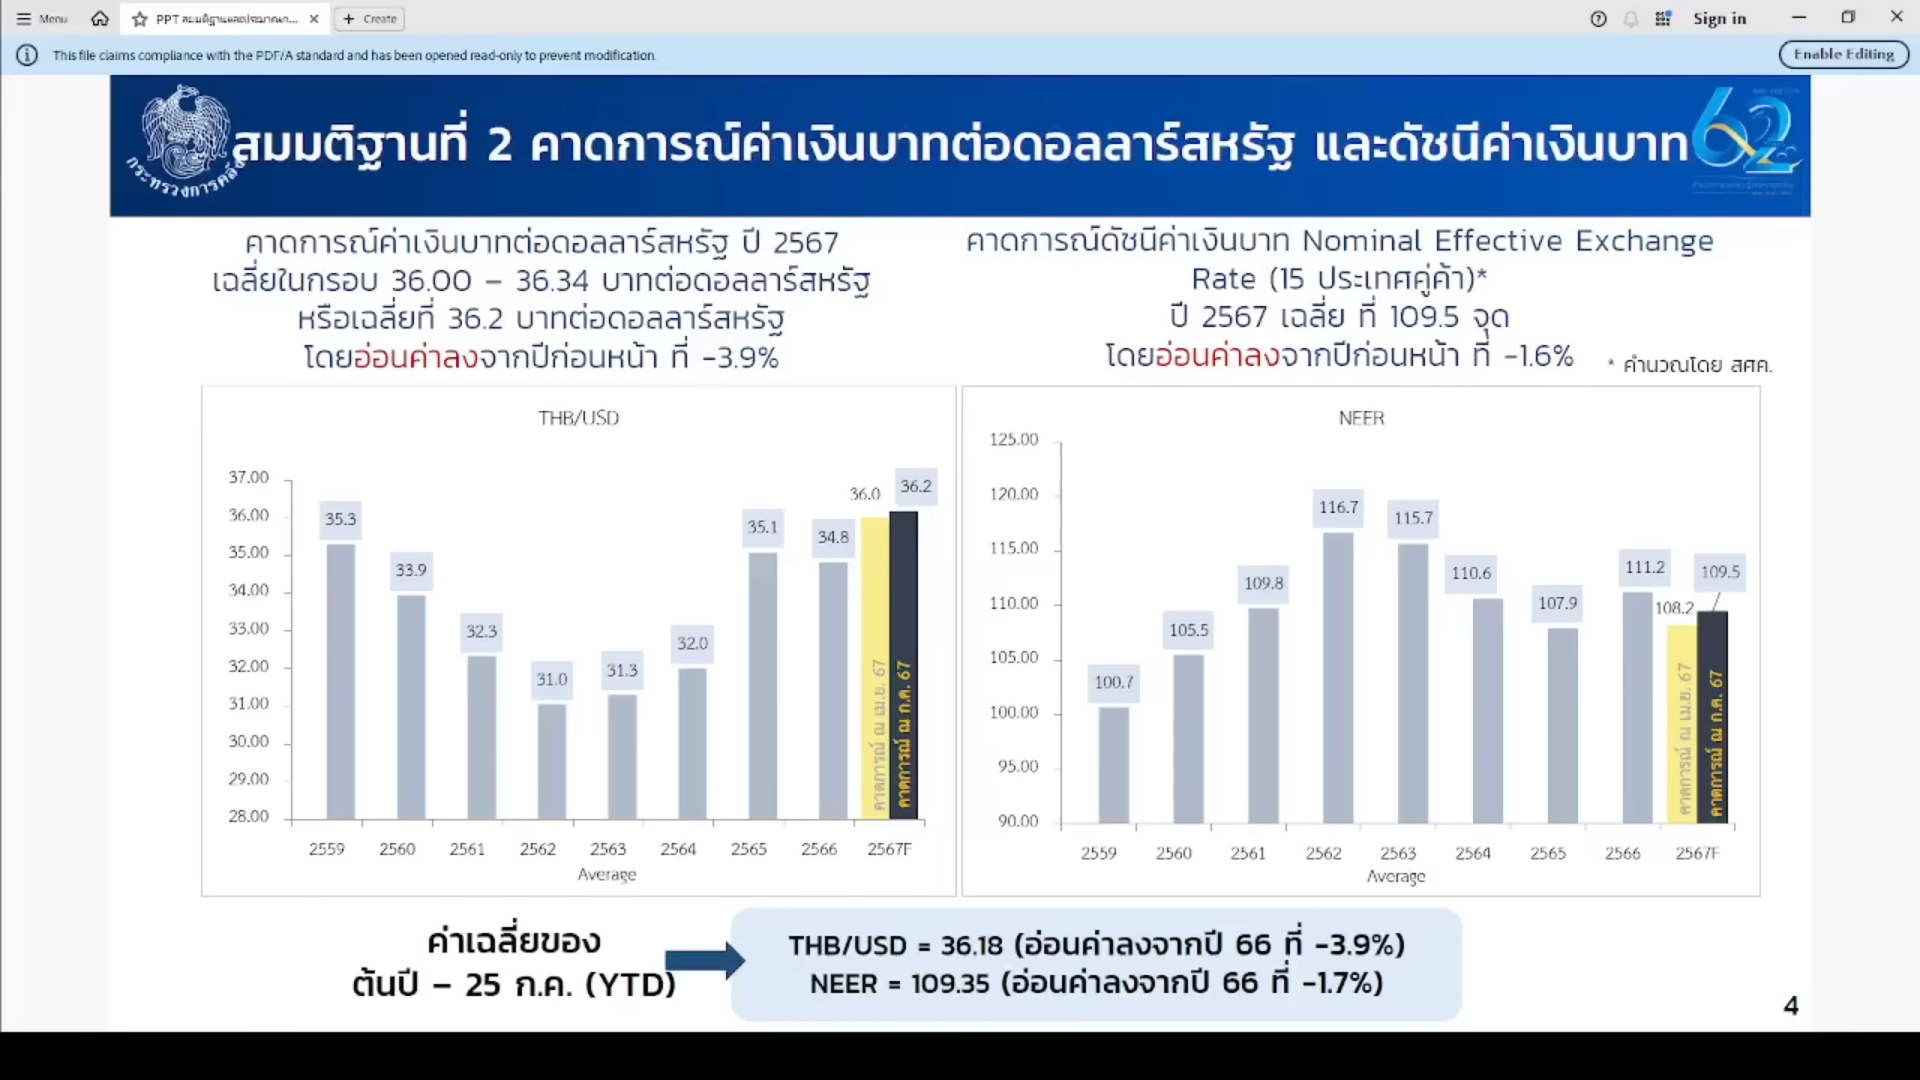 Menu
PPT สมมติฐานและประมาณก...
Create
Sign in
This file claims compliance with the PDF/A standard and has been opened read-only to prevent modification.
Enable Editing
กระทรวงการคลัง
สมมติฐานที่ 2 คาดการณ์ค่าเงินบาทต่อดอลลาร์สหรัฐ และดัชนีค่าเงินบาท
62
คาดการณ์ค่าเงินบาทต่อดอลลาร์สหรัฐ ปี 2567
เฉลี่ยในกรอบ 36.00 – 36.34 บาทต่อดอลลาร์สหรัฐ
หรือเฉลี่ยที่ 36.2 บาทต่อดอลลาร์สหรัฐ
โดยอ่อนค่าลงจากปีก่อนหน้า ที่ -3.9%
คาดการณ์ดัชนีค่าเงินบาท Nominal Effective Exchange
Rate (15 ประเทศคู่ค้า)*
ปี 2567 เฉลี่ย ที่ 109.5 จุด
โดยอ่อนค่าลงจากปีก่อนหน้า ที่ -1.6%
* คำนวณโดย สศค.
THB/USD
37.00
36.00
35.00
34.00
33.00
32.00
31.00
30.00
29.00
28.00
35.3
33.9
32.3
31.0
31.3
32.0
35.1
34.8
36.0
36.2
คาดการณ์ ณ เม.ย. 67
คาดการณ์ ณ ก.ค. 67
2559 2560 2561 2562 2563 2564 2565 2566 2567F
Average
NEER
125.00
120.00
115.00
110.00
105.00
100.00
95.00
90.00
100.7
105.5
109.8
116.7
115.7
110.6
107.9
111.2
108.2
109.5
คาดการณ์ ณ เม.ย. 67
คาดการณ์ ณ ก.ค. 67
2559 2560 2561 2562 2563 2564 2565 2566 2567F
Average
ค่าเฉลี่ยของ
ต้นปี – 25 ก.ค. (YTD)
THB/USD = 36.18 (อ่อนค่าลงจากปี 66 ที่ -3.9%)
NEER = 109.35 (อ่อนค่าลงจากปี 66 ที่ -1.7%)
4